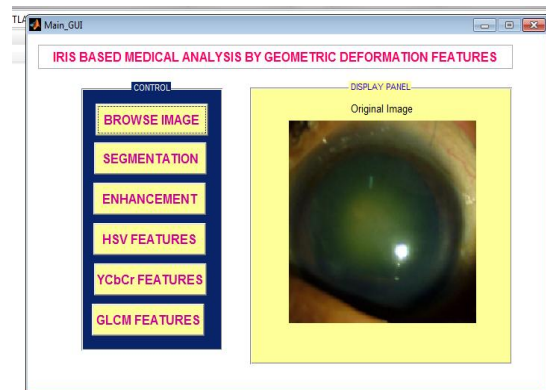 TLA
Main_GUI
IRIS BASED MEDICAL ANALYSIS BY GEOMETRIC DEFORMATION FEATURES
CONTROL
BROWSE IMAGE
SEGMENTATION
ENHANCEMENT
HSV FEATURES
YCbCr FEATURES
GLCM FEATURES
DISPLAY PANEL
Original Image